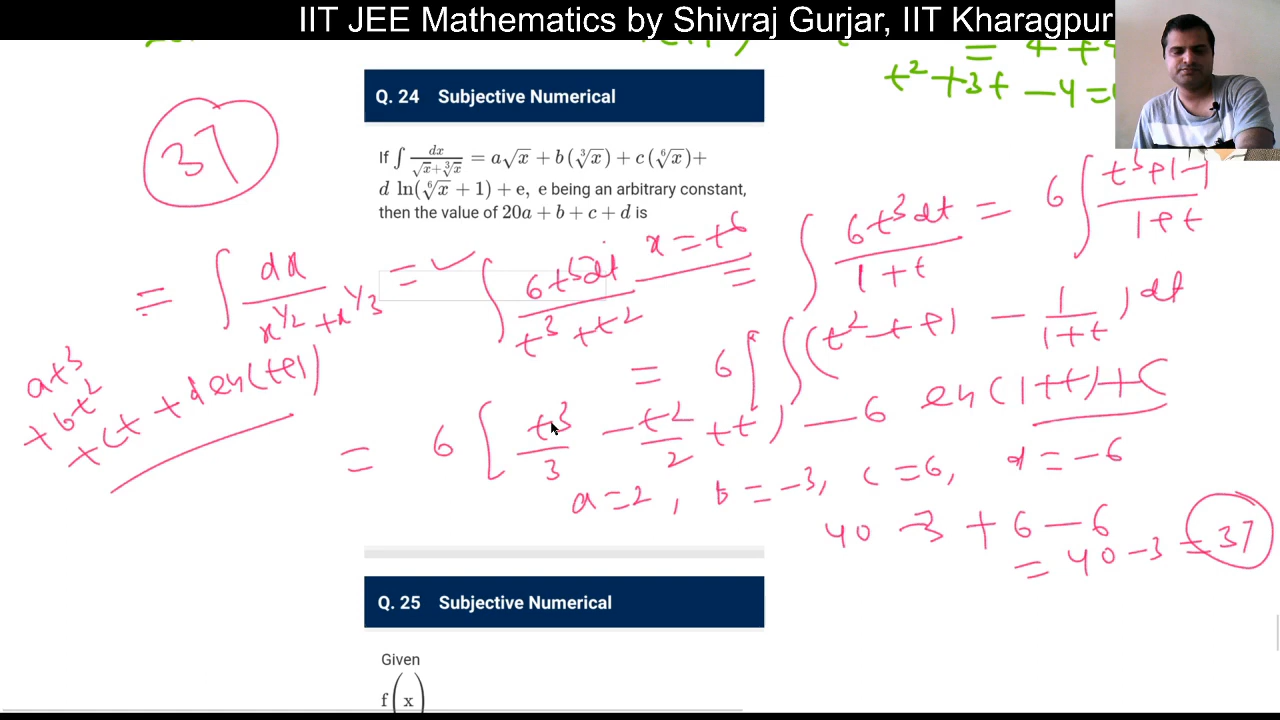 IIT JEE Mathematics by Shivraj Gurjar, IIT Kharagpur
= 4 +
t² + 3t - 4 =
Q. 24 Subjective Numerical
37
If ∫ dx/(√x + ∛x) = a√x + b(∛x) + c(⁶√x)+
d ln(⁶√x + 1) + e, e being an arbitrary constant,
then the value of 20a + b + c + d is
x = t⁶
= ∫ dx/(x^1/2 + x^1/3) = ✓ ∫ 6t⁵dt/(t³ + t²) = ∫ 6t³dt/(1+t) = 6 ∫ (t³+1-1)/(1+t)
= 6 [ ∫ (t² - t + 1 - 1/(1+t)) dt
at³
+ bt²
+ ct + d ln(t+1)
= 6 [ t³/3 - t²/2 + t ) - 6 ln(1+t) + C
a = 2, b = -3, c = 6, d = -6
40 - 3 + 6 - 6
= 40 - 3 = 37
Q. 25 Subjective Numerical
Given
f(x)